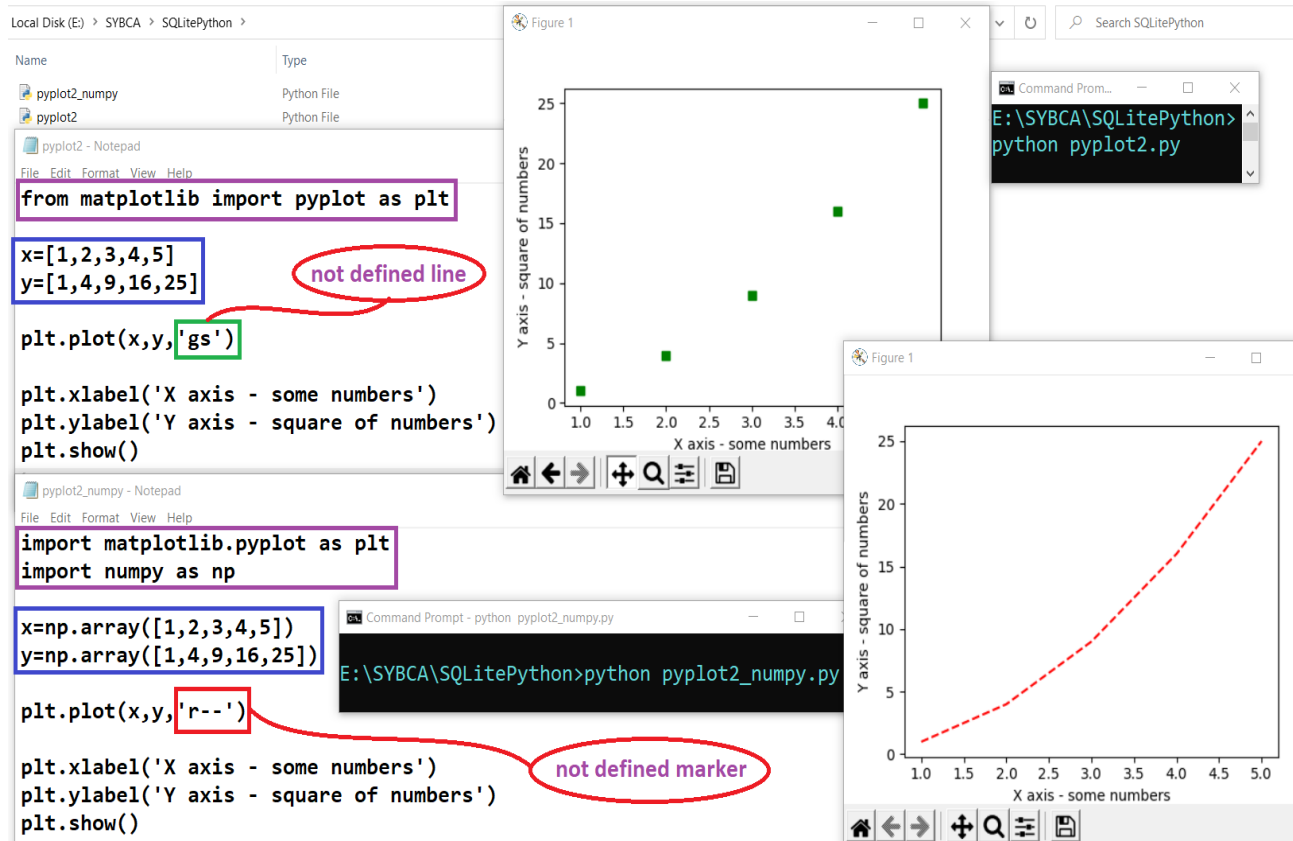 Local Disk (E:) > SYBCA > SQLitePython >
Search SQLitePython
Name
Type
pyplot2_numpy
Python File
pyplot2
Python File
pyplot2 - Notepad
File Edit Format View Help
from matplotlib import pyplot as plt
x=[1,2,3,4,5]
y=[1,4,9,16,25]
not defined line
plt.plot(x,y,'gs')
plt.xlabel('X axis - some numbers')
plt.ylabel('Y axis - square of numbers')
plt.show()
Figure 1
25
20
15
10
5
0
Y axis - square of numbers
1.0 1.5 2.0 2.5 3.0 3.5 4.0
X axis - some numbers
Command Prom...
E:\SYBCA\SQLitePython>
python pyplot2.py
pyplot2_numpy - Notepad
File Edit Format View Help
import matplotlib.pyplot as plt
import numpy as np
x=np.array([1,2,3,4,5])
y=np.array([1,4,9,16,25])
plt.plot(x,y,'r--')
not defined marker
plt.xlabel('X axis - some numbers')
plt.ylabel('Y axis - square of numbers')
plt.show()
Command Prompt - python pyplot2_numpy.py
E:\SYBCA\SQLitePython>python pyplot2_numpy.py
Figure 1
25
20
15
10
5
0
Y axis - square of numbers
1.0 1.5 2.0 2.5 3.0 3.5 4.0 4.5 5.0
X axis - some numbers